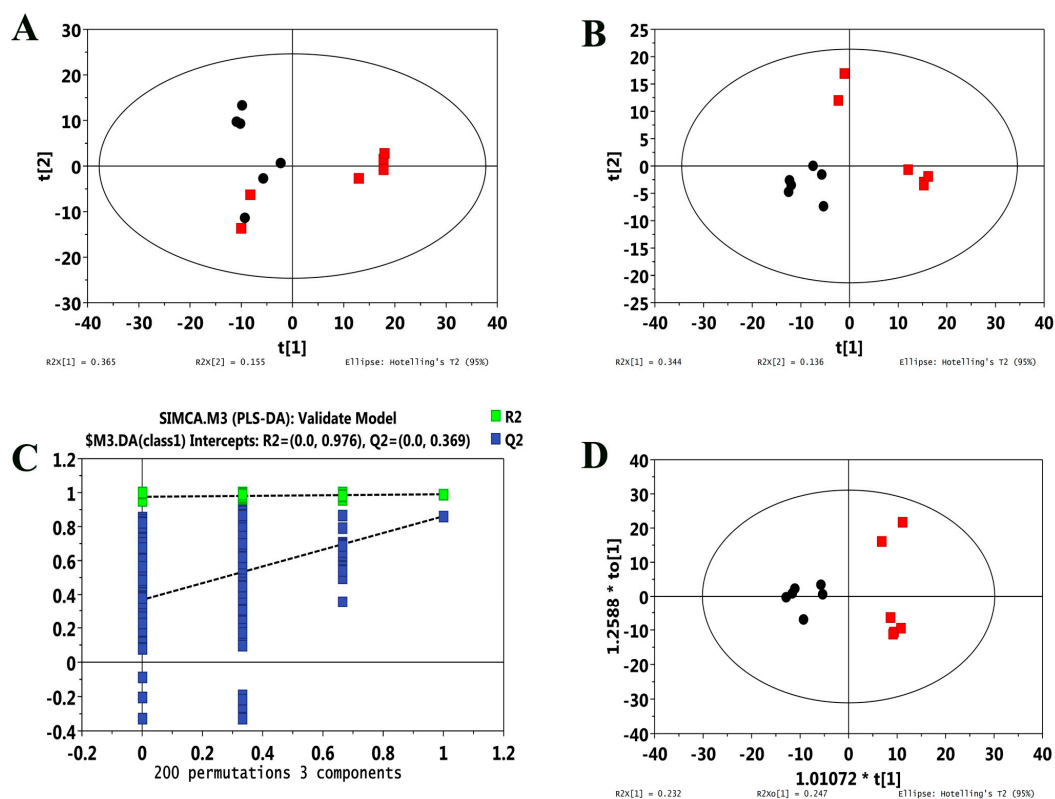 A
30
20
10
0
-10
-20
-30
t[2]
-40 -30 -20 -10 0 10 20 30 40
t[1]
R2X[1] = 0.365 R2X[2] = 0.155 Ellipse: Hotelling's T2 (95%)
B
25
20
15
10
5
0
-5
-10
-15
-20
-25
t[2]
-40 -30 -20 -10 0 10 20 30 40
t[1]
R2X[1] = 0.344 R2X[2] = 0.136 Ellipse: Hotelling's T2 (95%)
C
SIMCA.M3 (PLS-DA): Validate Model
$M3.DA(class1) Intercepts: R2=(0.0, 0.976), Q2=(0.0, 0.369)
R2
Q2
1.2
1
0.8
0.6
0.4
0.2
0
-0.2
-0.4
-0.2 0 0.2 0.4 0.6 0.8 1 1.2
200 permutations 3 components
D
40
30
20
10
0
-10
-20
-30
-40
1.2588 * to[1]
-40 -30 -20 -10 0 10 20 30 40
1.01072 * t[1]
R2X[1] = 0.232 R2Xo[1] = 0.247 Ellipse: Hotelling's T2 (95%)